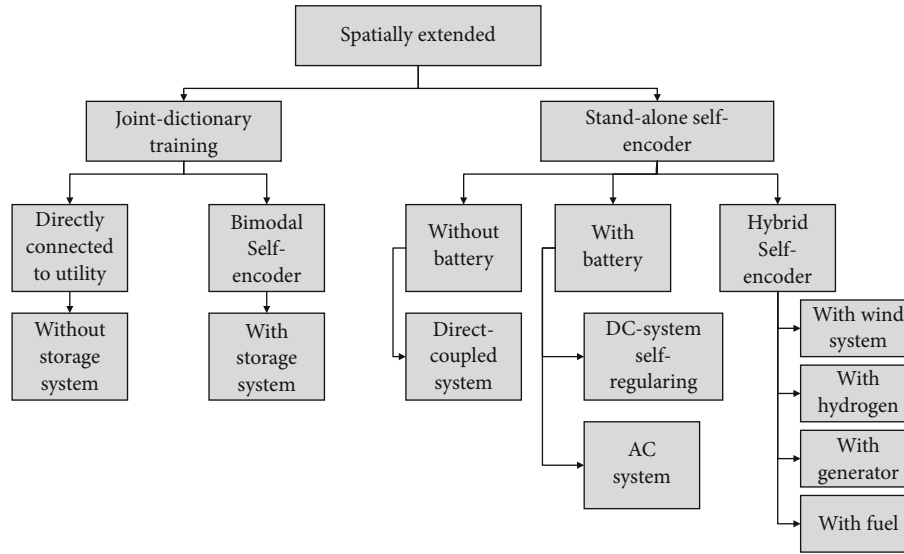 Spatially extended
Joint-dictionary
training
Stand-alone self-
encoder
Directly
connected
to utility
Bimodal
Self-
encoder
Without
battery
With
battery
Hybrid
Self-
encoder
Without
storage
system
With
storage
system
Direct-
coupled
system
DC-system
self-
regularing
AC
system
With wind
system
With
hydrogen
With
generator
With fuel